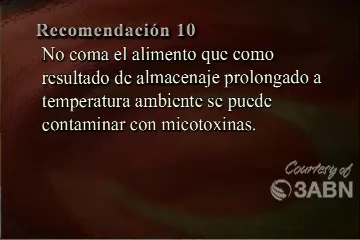 Recomendación 10
No coma el alimento que como
resultado de almacenaje prolongado a
temperatura ambiente se puede
contaminar con micotoxinas.
Courtesy of
3ABN